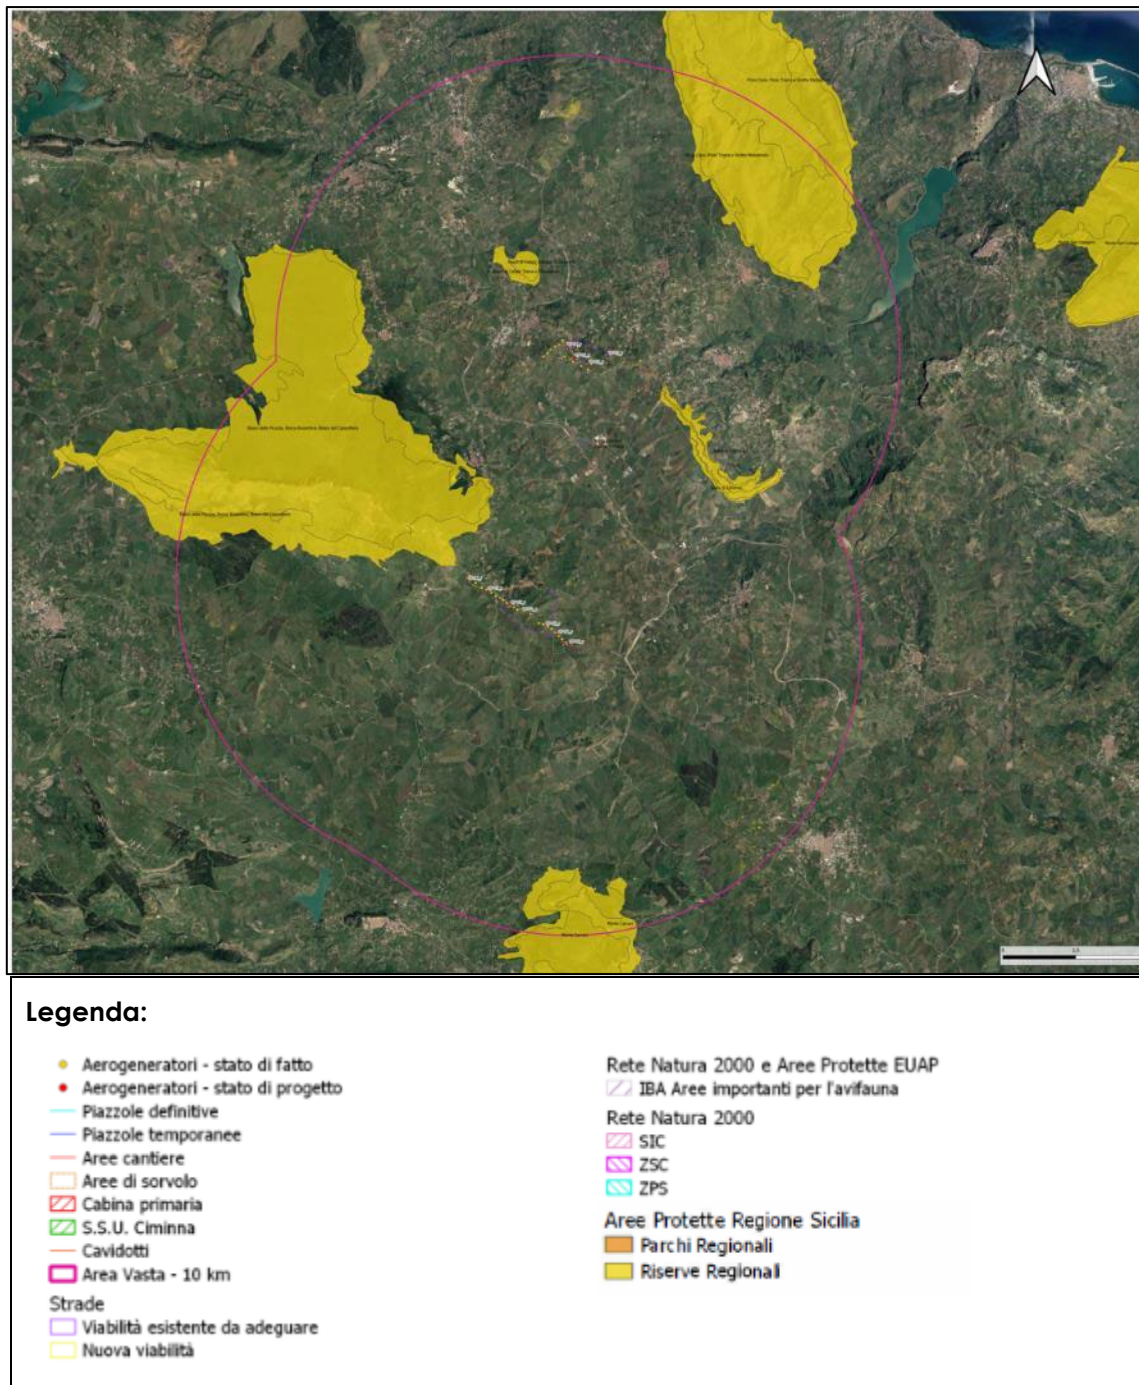 Legenda:
Aerogeneratori - stato di fatto
Aerogeneratori - stato di progetto
Piazzole definitive
Piazzole temporanee
Aree cantiere
Aree di sorvolo
Cabina primaria
S.S.U. Ciminna
Cavidotti
Area Vasta - 10 km
Strade
Viabilità esistente da adeguare
Nuova viabilità
Rete Natura 2000 e Aree Protette EUAP
IBA Aree importanti per l'avifauna
Rete Natura 2000
SIC
ZSC
ZPS
Aree Protette Regione Sicilia
Parchi Regionali
Riserve Regionali